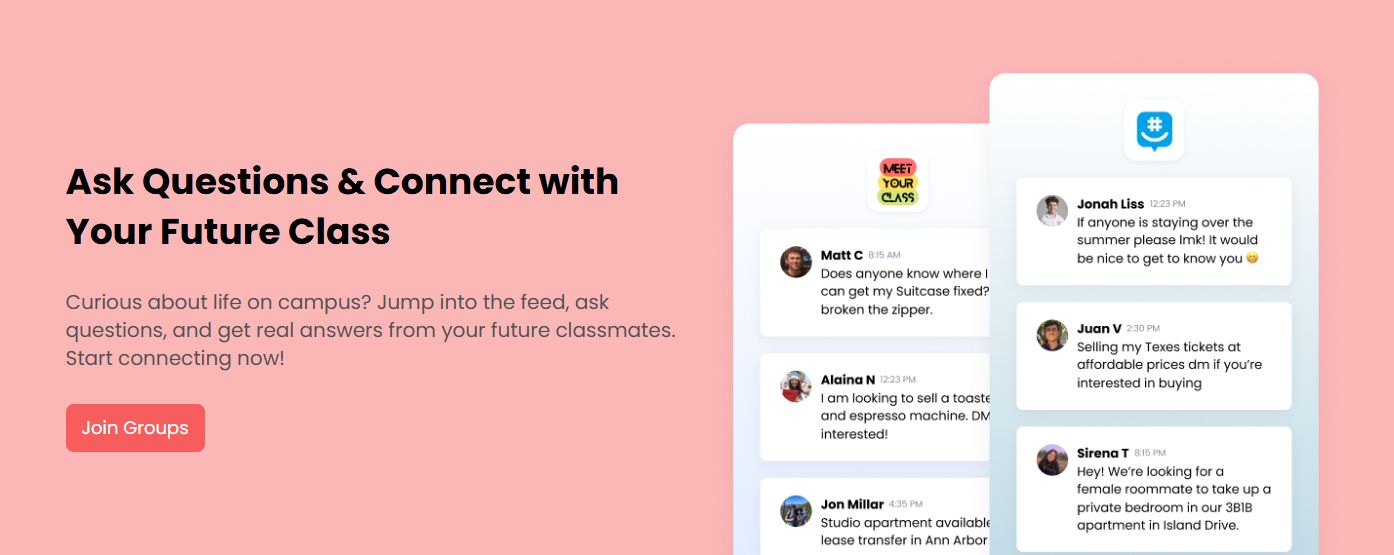 Ask Questions & Connect with
Your Future Class
Curious about life on campus? Jump into the feed, ask
questions, and get real answers from your future classmates.
Start connecting now!
Join Groups
MEET
YOUR
CLASS
Matt C 8:15 AM
Does anyone know where I
can get my Suitcase fixed?
broken the zipper.
Alaina N 12:23 PM
I am looking to sell a toaste
and espresso machine. DM
interested!
Jon Millar 4:35 PM
Studio apartment available
lease transfer in Ann Arbor
#
Jonah Liss 12:23 PM
If anyone is staying over the
summer please lmk! It would
be nice to get to know you 😁
Juan V 2:30 PM
Selling my Texes tickets at
affordable prices dm if you’re
interested in buying
Sirena T 8:15 PM
Hey! We’re looking for a
female roommate to take up a
private bedroom in our 3B1B
apartment in Island Drive.